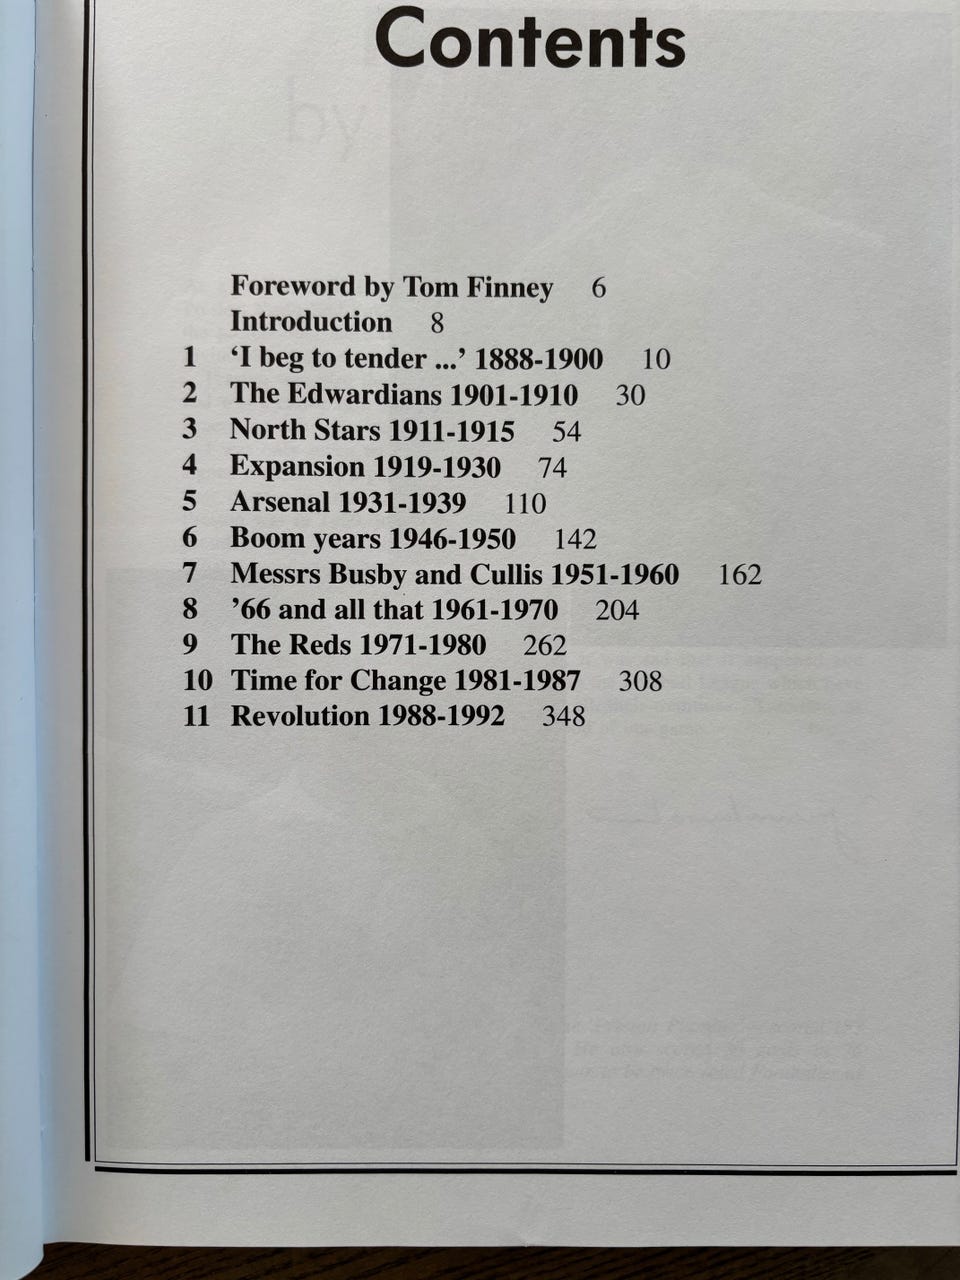 Contents
by
Foreword by Tom Finney 6
Introduction 8
1 ‘I beg to tender ...’ 1888-1900 10
2 The Edwardians 1901-1910 30
3 North Stars 1911-1915 54
4 Expansion 1919-1930 74
5 Arsenal 1931-1939 110
6 Boom years 1946-1950 142
7 Messrs Busby and Cullis 1951-1960 162
8 ’66 and all that 1961-1970 204
9 The Reds 1971-1980 262
10 Time for Change 1981-1987 308
11 Revolution 1988-1992 348